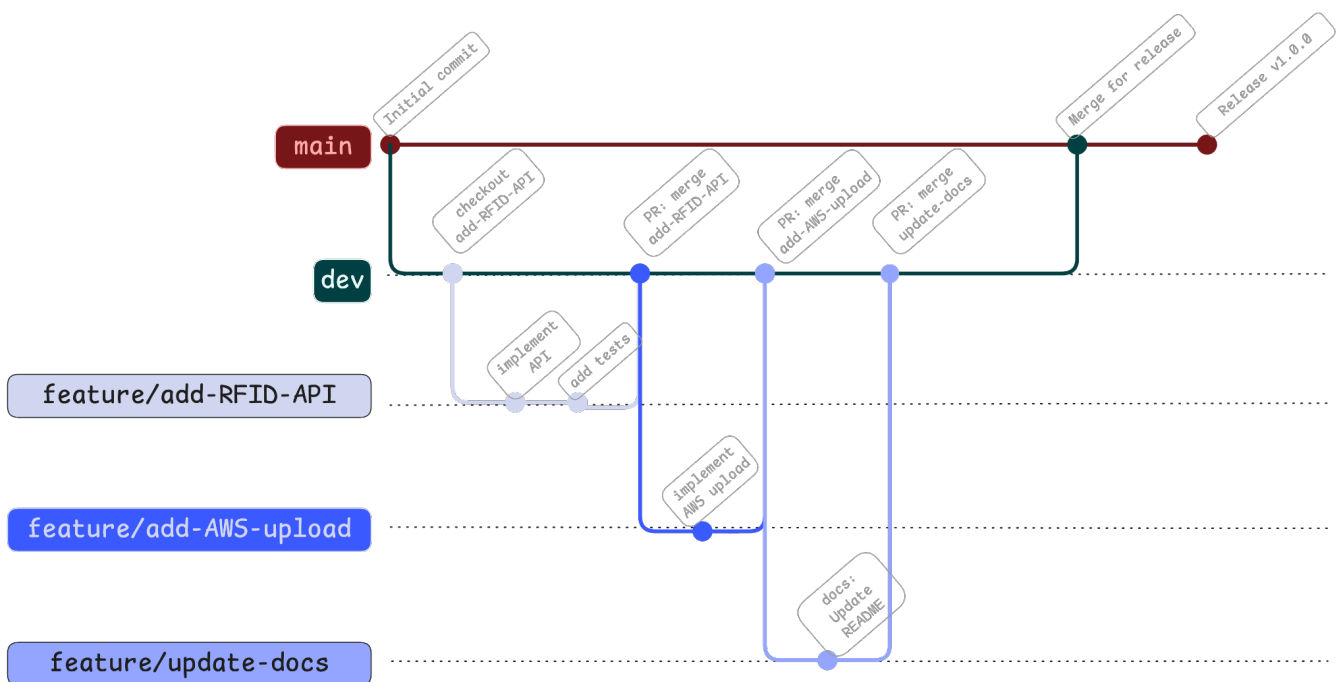 Initial commit
Merge for release
Release v1.0.0
main
checkout
add-RFID-API
PR: merge
add-RFID-API
PR: merge
add-AWS-upload
PR: merge
update-docs
dev
implement
API
add tests
feature/add-RFID-API
implement
AWS upload
feature/add-AWS-upload
docs:
Update
README
feature/update-docs